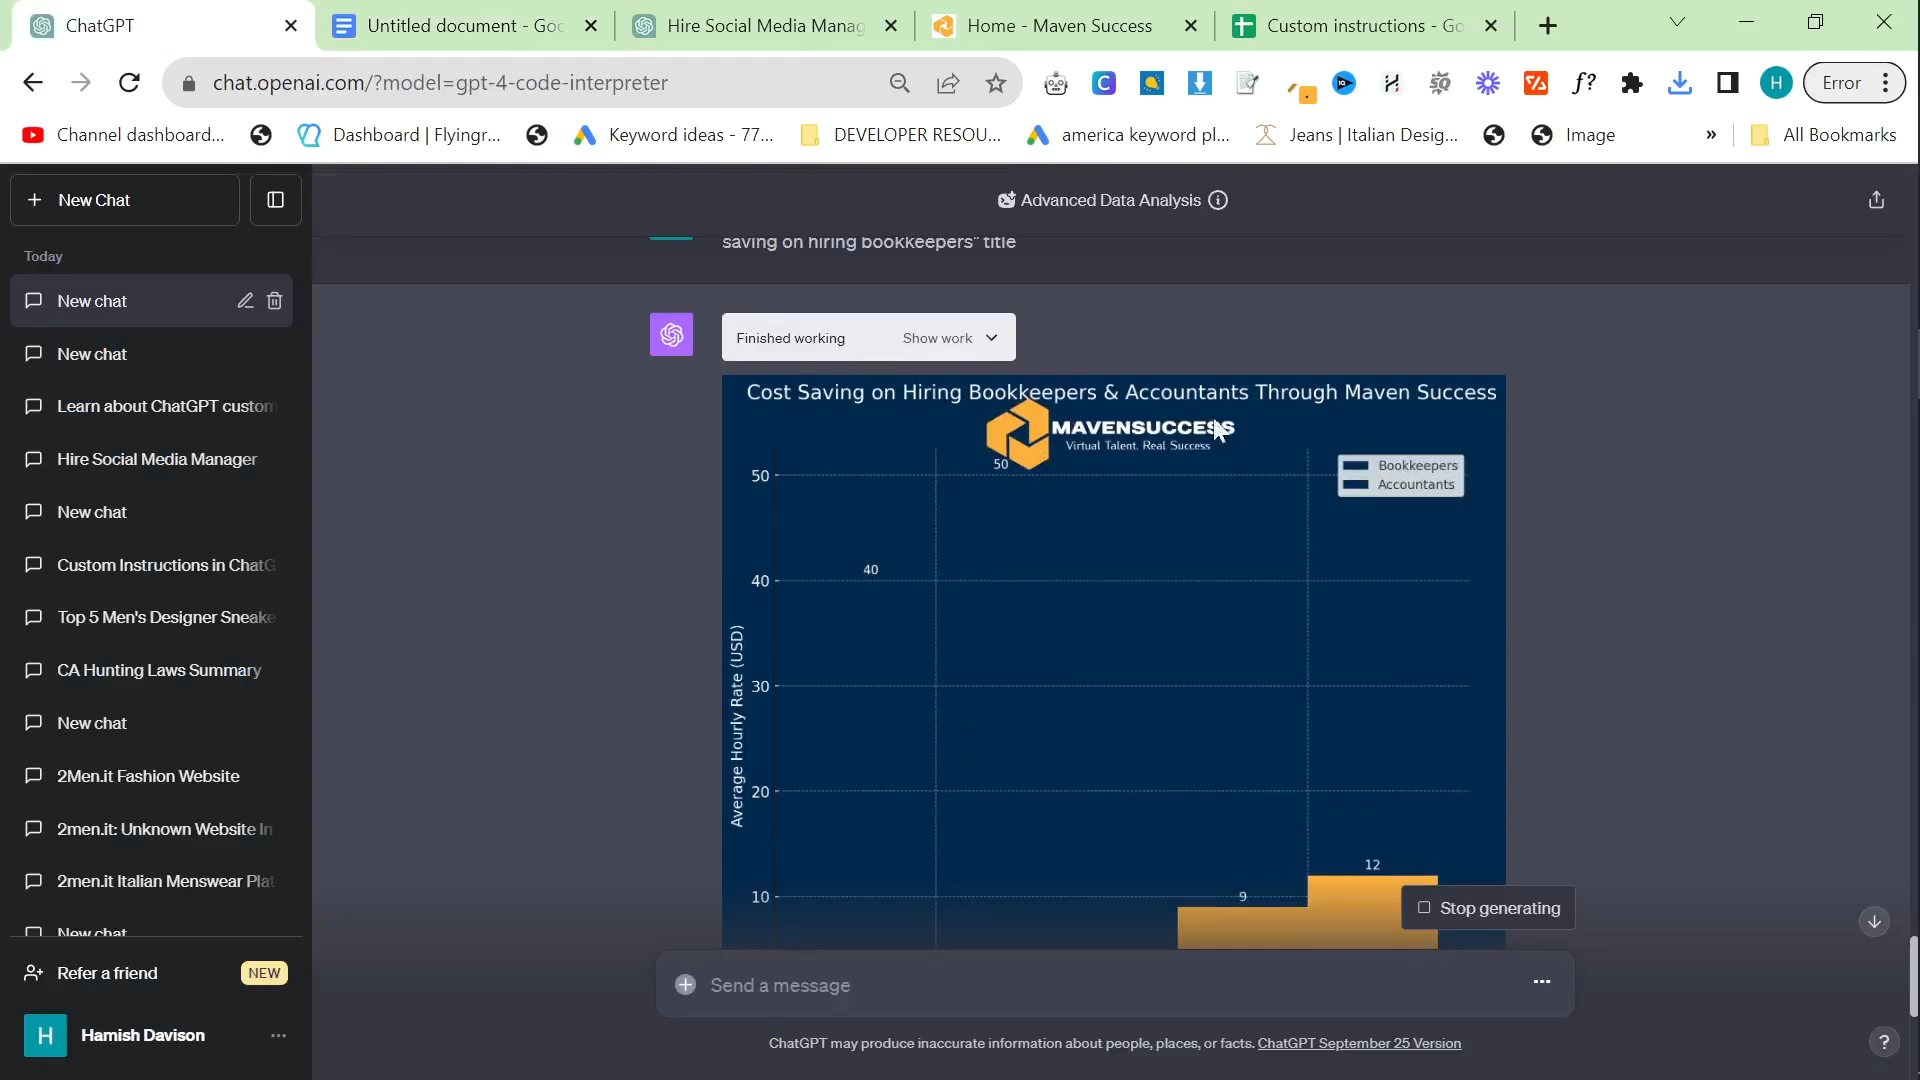 ChatGPT
Untitled document - Goo
Hire Social Media Manag
Home - Maven Success
Custom instructions - Go
chat.openai.com/?model=gpt-4-code-interpreter
H
Error
Channel dashboard...
Dashboard | Flyingr...
Keyword ideas - 77...
DEVELOPER RESOU...
america keyword pl...
Jeans | Italian Desig...
Image
»
All Bookmarks
New Chat
Advanced Data Analysis
Today
saving on hiring bookkeepers" title
New chat
New chat
Learn about ChatGPT custom
Hire Social Media Manager
New chat
Custom Instructions in ChatG
Top 5 Men's Designer Sneake
CA Hunting Laws Summary
New chat
2Men.it Fashion Website
2men.it: Unknown Website In
2men.it Italian Menswear Plat
New chat
Refer a friend
NEW
H
Hamish Davison
Finished working
Show work
Cost Saving on Hiring Bookkeepers & Accountants Through Maven Success
MAVENSUCCESS
Virtual Talent. Real Success
Bookkeepers
Accountants
50
50
40
40
30
20
10
Average Hourly Rate (USD)
12
9
Stop generating
Send a message
ChatGPT may produce inaccurate information about people, places, or facts. ChatGPT September 25 Version
?